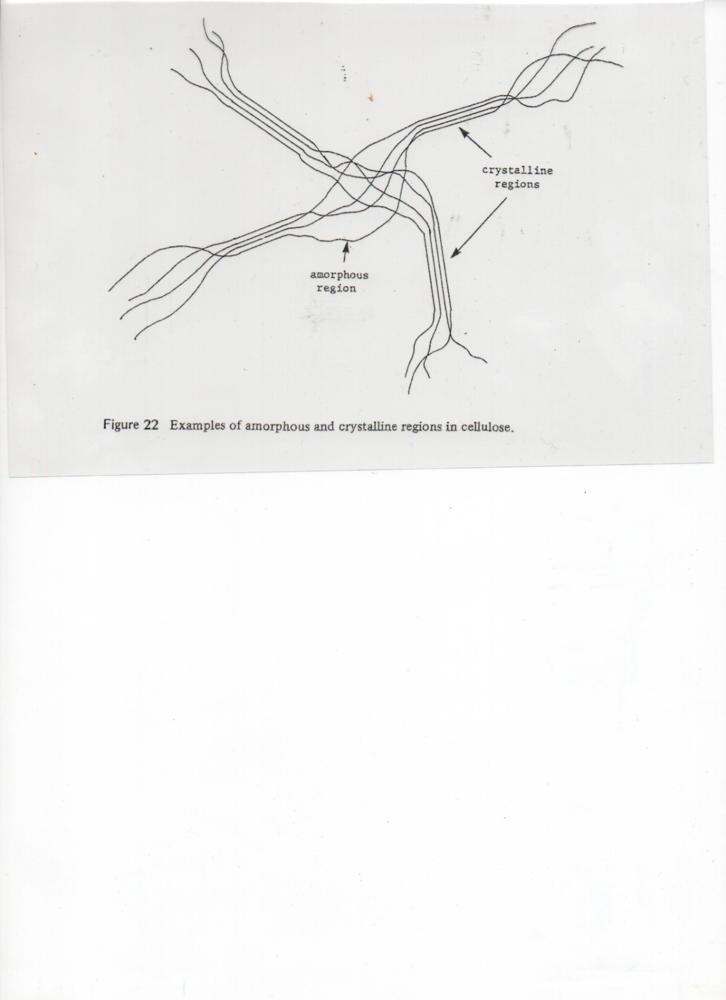 crystalline
regions
amorphous
region
Figure 22 Examples of amorphous and crystalline regions in cellulose.